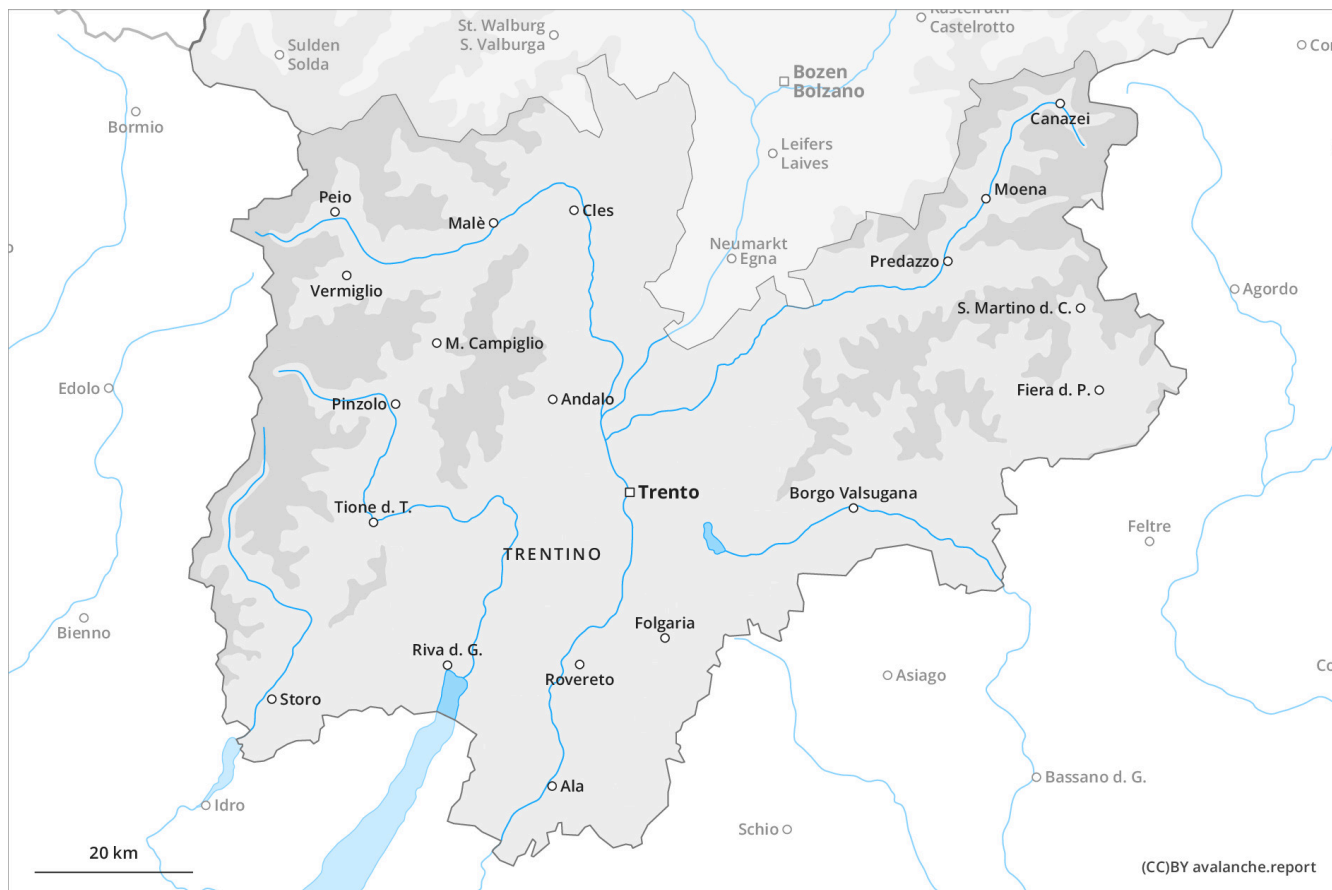 Kastelruth
Castelrotto
St. Walburg
S. Valburga
Sulden
Solda
Bozen
Bolzano
Bormio
Canazei
Leifers
Laives
Peio
Malè
Cles
Moena
Neumarkt
Egna
Predazzo
Vermiglio
Agordo
S. Martino d. C.
M. Campiglio
Edolo
Pinzolo
Andalo
Fiera d. P.
Trento
Borgo Valsugana
Tione d. T.
Feltre
TRENTINO
Bienno
Folgaria
Riva d. G.
Rovereto
Asiago
Storo
Bassano d. G.
Ala
Idro
Schio
20 km
(CC)BY avalanche.report